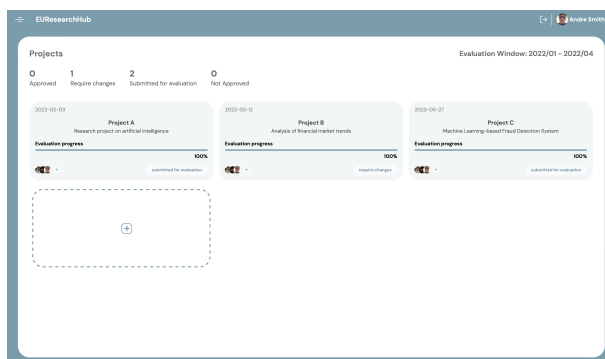 EUResearchHub
Andre Smith
Projects
Evaluation Window: 2022/01 - 2022/04
0
1
2
0
Approved
Require changes
Submitted for evaluation
Not Approved
2022-02-03
Project A
Research project on artificial intelligence
Evaluation progress
100%
+
submitted for evaluation
2022-02-12
Project B
Analysis of financial market trends
Evaluation progress
100%
+
require changes
2023-05-27
Project C
Machine Learning-based Fraud Detection System
Evaluation progress
100%
+
submitted for evaluation